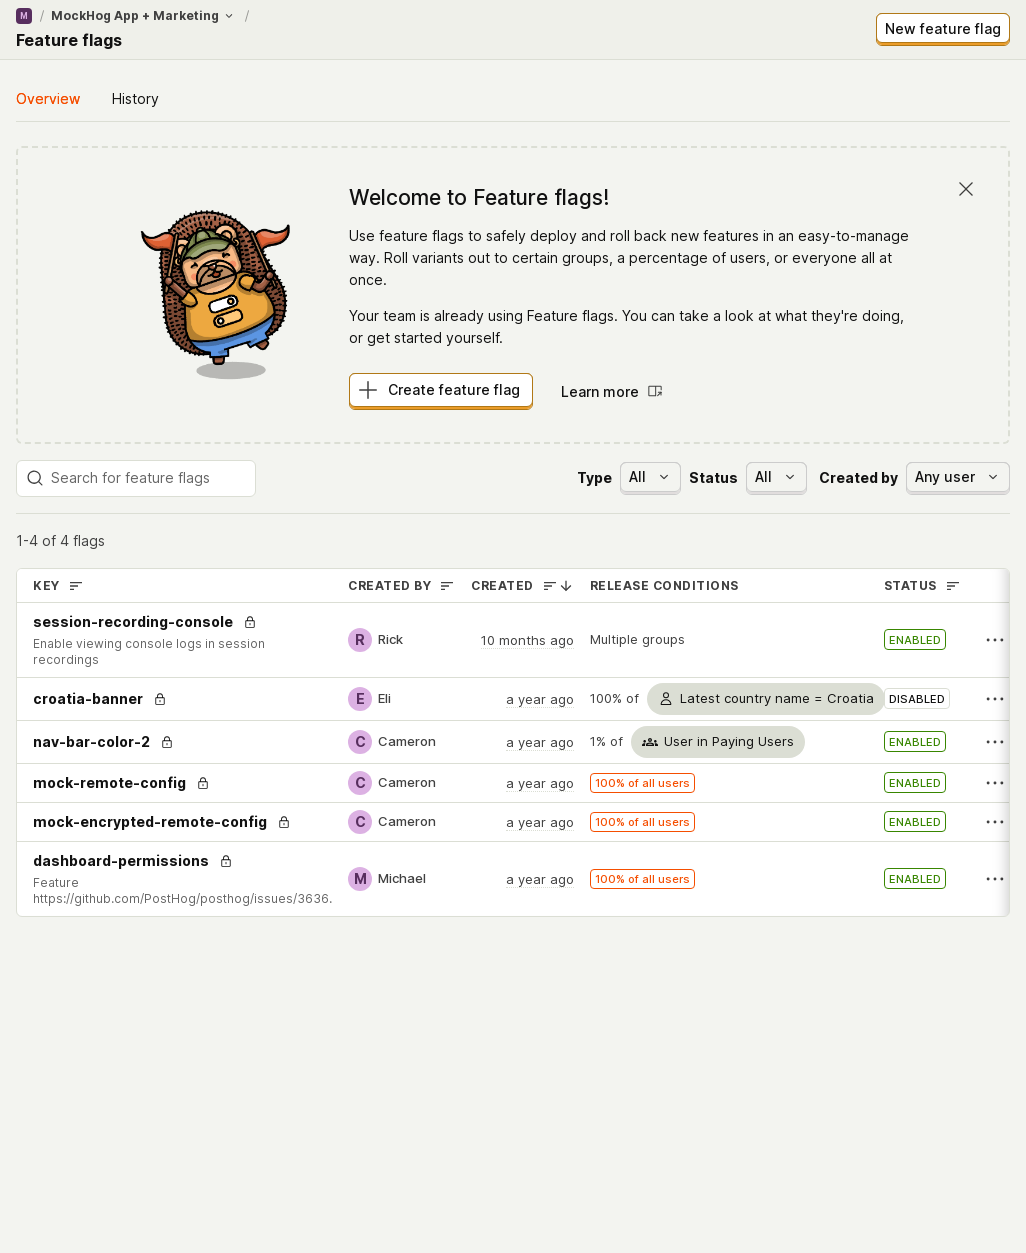 M / MockHog App + Marketing /
Feature flags
New feature flag
Overview History
Welcome to Feature flags!
Use feature flags to safely deploy and roll back new features in an easy-to-manage
way. Roll variants out to certain groups, a percentage of users, or everyone all at
once.
Your team is already using Feature flags. You can take a look at what they're doing,
or get started yourself.
Create feature flag Learn more
Search for feature flags Type All Status All Created by Any user
1-4 of 4 flags
KEY CREATED BY CREATED RELEASE CONDITIONS STATUS
session-recording-console
Enable viewing console logs in session
recordings
R Rick 10 months ago Multiple groups ENABLED
croatia-banner E Eli a year ago 100% of Latest country name = Croatia DISABLED
nav-bar-color-2 C Cameron a year ago 1% of User in Paying Users ENABLED
mock-remote-config C Cameron a year ago 100% of all users ENABLED
mock-encrypted-remote-config C Cameron a year ago 100% of all users ENABLED
dashboard-permissions
Feature
https://github.com/PostHog/posthog/issues/3636.
M Michael a year ago 100% of all users ENABLED